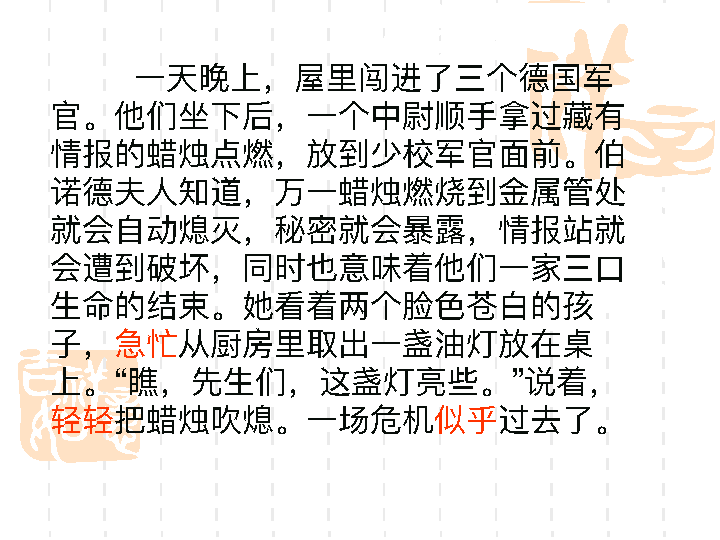 一天晚上，屋里闯进了三个德国军
官。他们坐下后，一个中尉顺手拿过藏有
情报的蜡烛点燃，放到少校军官面前。伯
诺德夫人知道，万一蜡烛燃烧到金属管处
就会自动熄灭，秘密就会暴露，情报站就
会遭到破坏，同时也意味着他们一家三口
生命的结束。她看着两个脸色苍白的孩
子，急忙从厨房里取出一盏油灯放在桌
上。“瞧，先生们，这盏灯亮些。”说着，
轻轻把蜡烛吹熄。一场危机似乎过去了。